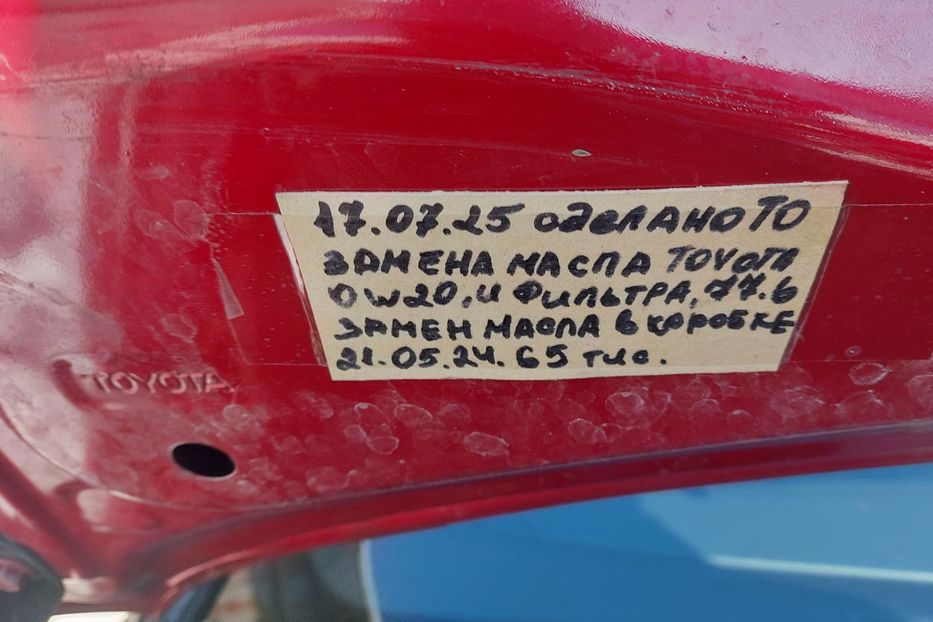 17.07.25 сделано ТО
ЗАМЕНА МАСЛА TOYOTA
0W20, И ФИЛЬТРА, 77.6
ЗАМЕН МАСЛА В КОРОБКЕ
21.05.24. 65 тис.
TOYOTA